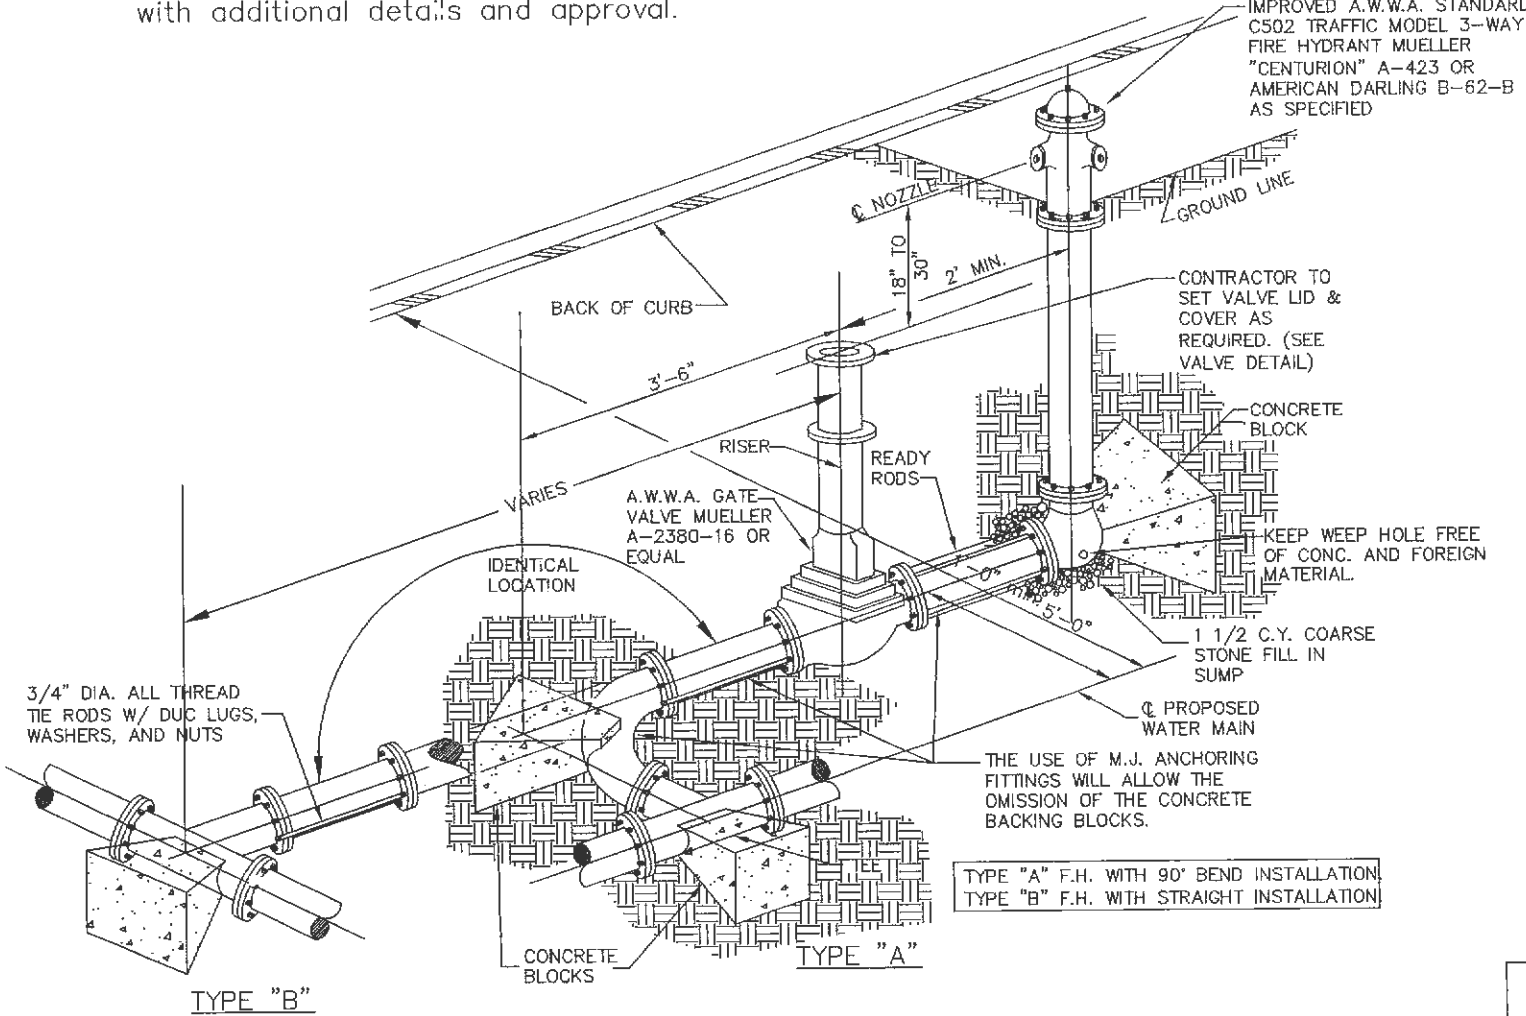 with additional details and approval.
IMPROVED A.W.W.A. STANDARD
C502 TRAFFIC MODEL 3-WAY
FIRE HYDRANT MUELLER
"CENTURION" A-423 OR
AMERICAN DARLING B-62-B
AS SPECIFIED
℄ NOZZLE
GROUND LINE
18" TO
30"
2' MIN.
BACK OF CURB
CONTRACTOR TO
SET VALVE LID &
COVER AS
REQUIRED. (SEE
VALVE DETAIL)
3'-6"
CONCRETE
BLOCK
RISER
READY
RODS
VARIES
A.W.W.A. GATE
VALVE MUELLER
A-2380-16 OR
EQUAL
IDENTICAL
LOCATION
KEEP WEEP HOLE FREE
OF CONC. AND FOREIGN
MATERIAL.
min.
5'-0"
1 1/2 C.Y. COARSE
STONE FILL IN
SUMP
3/4" DIA. ALL THREAD
TIE RODS W/ DUC LUGS,
WASHERS, AND NUTS
℄ PROPOSED
WATER MAIN
THE USE OF M.J. ANCHORING
FITTINGS WILL ALLOW THE
OMISSION OF THE CONCRETE
BACKING BLOCKS.
TYPE "A" F.H. WITH 90° BEND INSTALLATION
TYPE "B" F.H. WITH STRAIGHT INSTALLATION
CONCRETE
BLOCKS
TYPE "A"
TYPE "B"